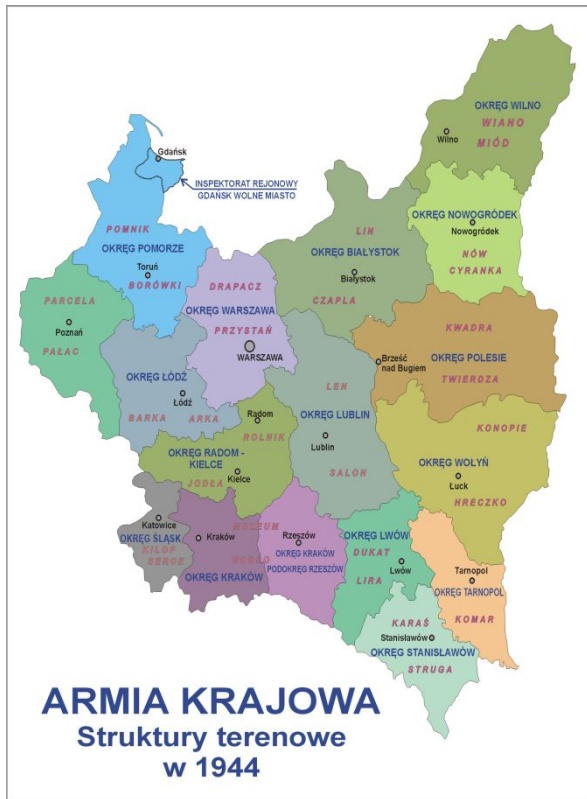 OKRĘG WILNO
WIANO
Wilno
MIÓD
Gdańsk
INSPEKTORAT REJONOWY
GDAŃSK WOLNE MIASTO
OKRĘG NOWOGRÓDEK
Nowogródek
NÓW
CYRANKA
POMNIK
OKRĘG POMORZE
Toruń
BORÓWKI
LIN
OKRĘG BIAŁYSTOK
Białystok
CZAPLA
DRAPACZ
OKRĘG WARSZAWA
PRZYSTAŃ
WARSZAWA
PARCELA
Poznań
PAŁAC
KWADRA
Brześć
nad Bugiem
OKRĘG POLESIE
TWIERDZA
OKRĘG ŁÓDŹ
Łódź
BARKA
ARKA
LEN
OKRĘG LUBLIN
Lublin
SALON
Radom
ROLNIK
OKRĘG RADOM -
KIELCE
JODŁA
Kielce
KONOPIE
OKRĘG WOŁYŃ
Łuck
HRECZKO
Katowice
OKRĘG ŚLĄSK
KILOF
SERCE
MUZEUM
Kraków
OKRĘG KRAKÓW
Rzeszów
OKRĘG KRAKÓW
PODOKRĘG RZESZÓW
OKRĘG LWÓW
DUKAT
Lwów
LIRA
Tarnopol
OKRĘG TARNOPOL
KOMAR
KARAŚ
Stanisławów
OKRĘG STANISŁAWÓW
STRUGA
ARMIA KRAJOWA
Struktury terenowe
w 1944